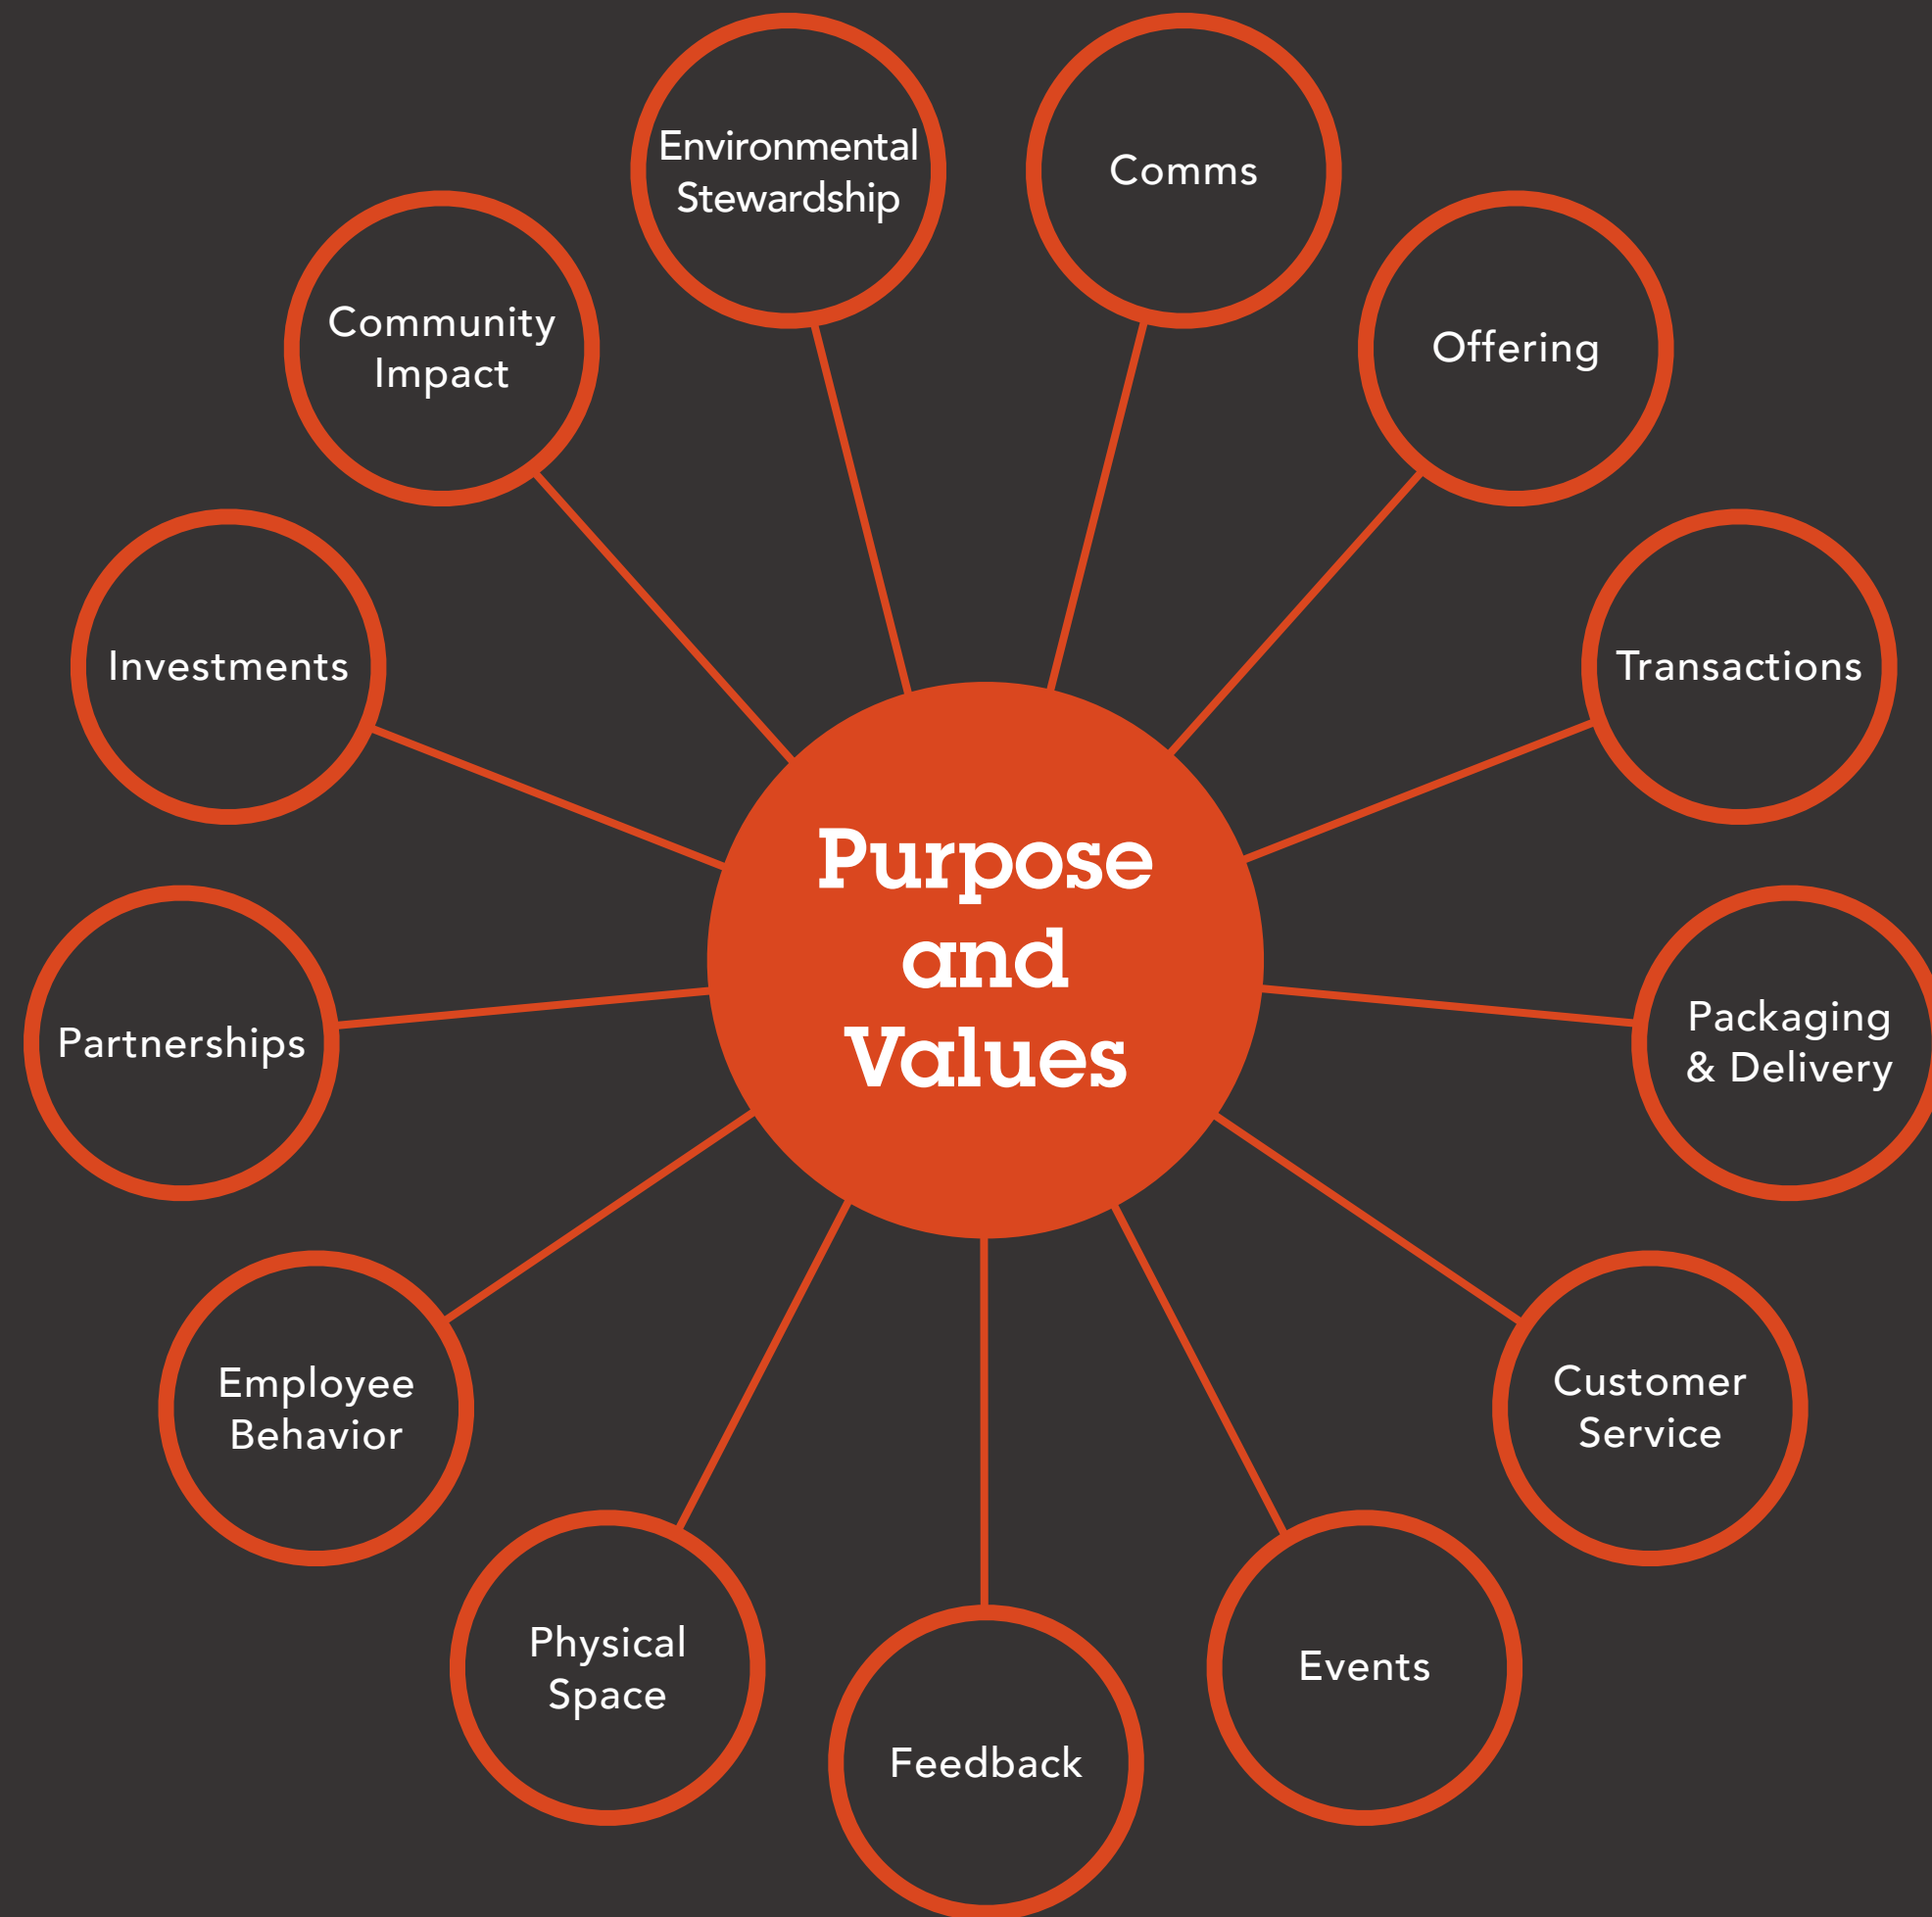 Environmental
Stewardship
Comms
Offering
Transactions
Packaging
& Delivery
Customer
Service
Events
Feedback
Physical
Space
Employee
Behavior
Partnerships
Investments
Community
Impact
Purpose
and
Values